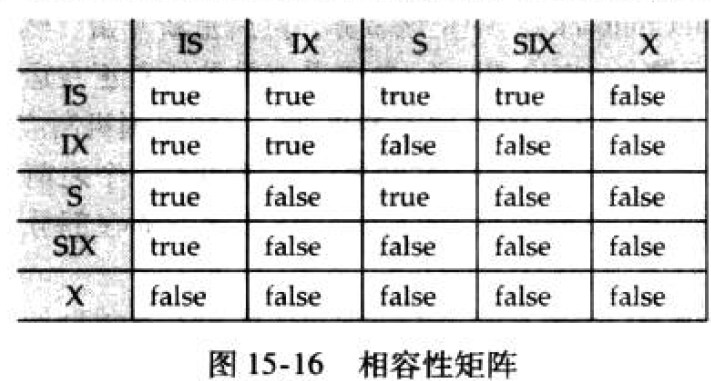 IS IX S SIX X
IS true true true true false
IX true true false false false
S true false true false false
SIX true false false false false
X false false false false false
图 15-16 相容性矩阵